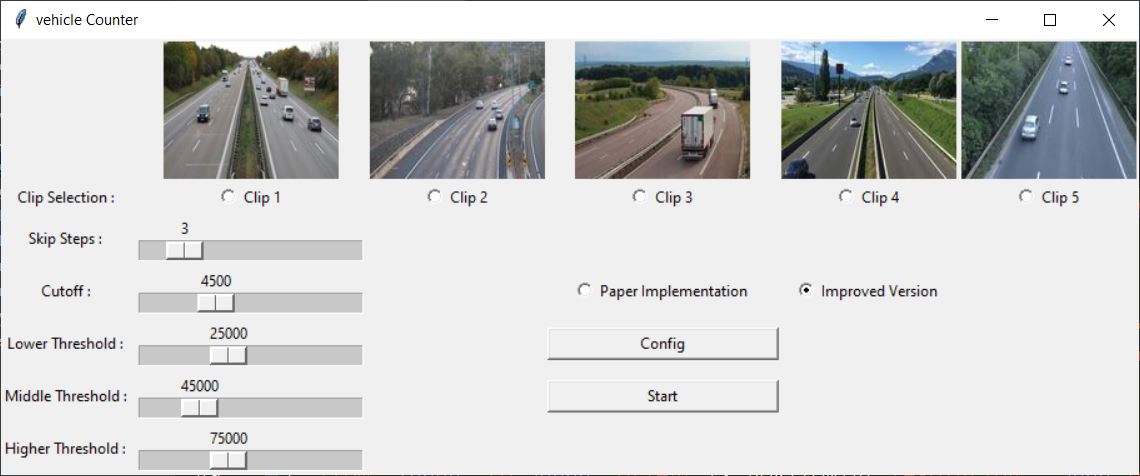 vehicle Counter
Clip Selection :
Clip 1
Clip 2
Clip 3
Clip 4
Clip 5
Skip Steps :
3
Cutoff :
4500
Paper Implementation
Improved Version
Lower Threshold :
25000
Config
Middle Threshold :
45000
Start
Higher Threshold :
75000